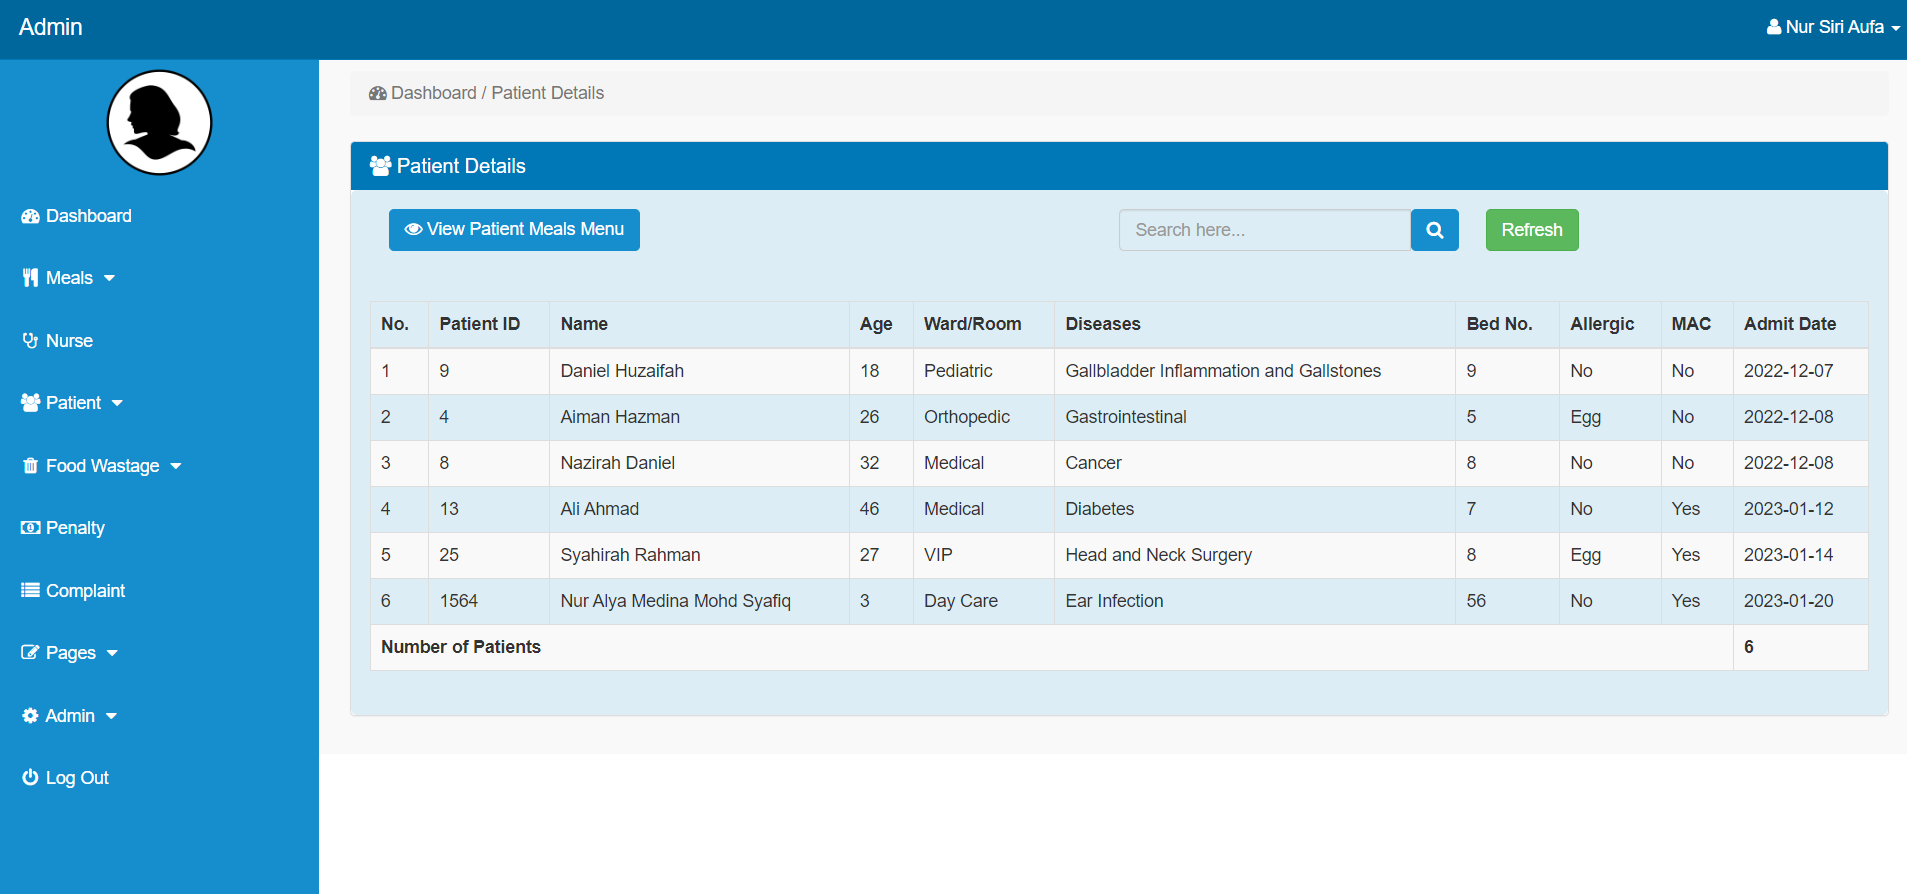 Admin
Nur Siri Aufa
Dashboard
Meals
Nurse
Patient
Food Wastage
Penalty
Complaint
Pages
Admin
Log Out
Dashboard / Patient Details
Patient Details
View Patient Meals Menu
Search here...
Refresh
No. Patient ID Name Age Ward/Room Diseases Bed No. Allergic MAC Admit Date
1 9 Daniel Huzaifah 18 Pediatric Gallbladder Inflammation and Gallstones 9 No No 2022-12-07
2 4 Aiman Hazman 26 Orthopedic Gastrointestinal 5 Egg No 2022-12-08
3 8 Nazirah Daniel 32 Medical Cancer 8 No No 2022-12-08
4 13 Ali Ahmad 46 Medical Diabetes 7 No Yes 2023-01-12
5 25 Syahirah Rahman 27 VIP Head and Neck Surgery 8 Egg Yes 2023-01-14
6 1564 Nur Alya Medina Mohd Syafiq 3 Day Care Ear Infection 56 No Yes 2023-01-20
Number of Patients 6